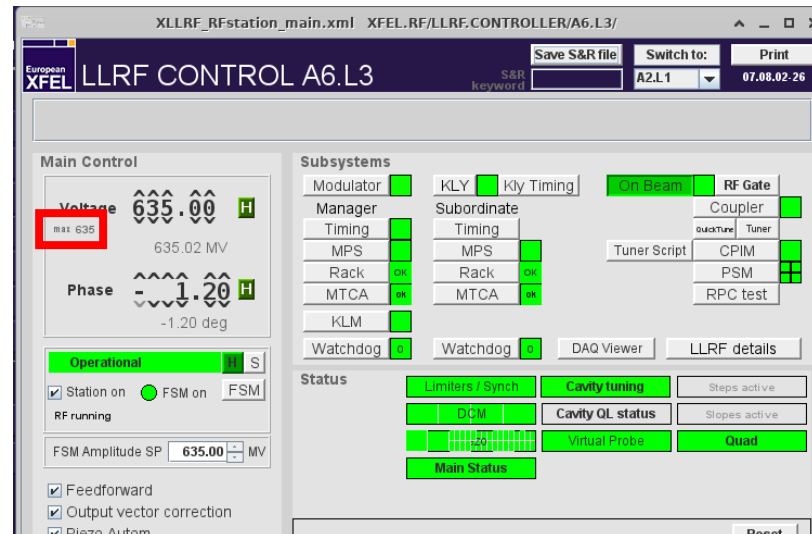 XLLRF_RFstation_main.xml XFEL.RF/LLRF.CONTROLLER/A6.L3/
European
XFEL LLRF CONTROL A6.L3
Save S&R file Switch to: Print
S&R keyword A2.L1 07.08.02-26
Main Control
Voltage 635.00 H
max 635
635.02 MV
Phase - 1.20 H
-1.20 deg
Operational H S
Station on FSM on FSM
RF running
FSM Amplitude SP 635.00 MV
Feedforward
Output vector correction
Piezo Autom
Subsystems
Modulator KLY Kly Timing On Beam RF Gate
Manager Subordinate Coupler
Timing Timing QuickTune Tuner
MPS MPS Tuner Script CPIM
Rack OK Rack OK PSM
MTCA ok MTCA ok RPC test
KLM
Watchdog 0 Watchdog 0 DAQ Viewer LLRF details
Status
Limiters / Synch Cavity tuning Steps active
DCM Cavity QL status Slopes active
Virtual Probe Quad
Main Status
Reset